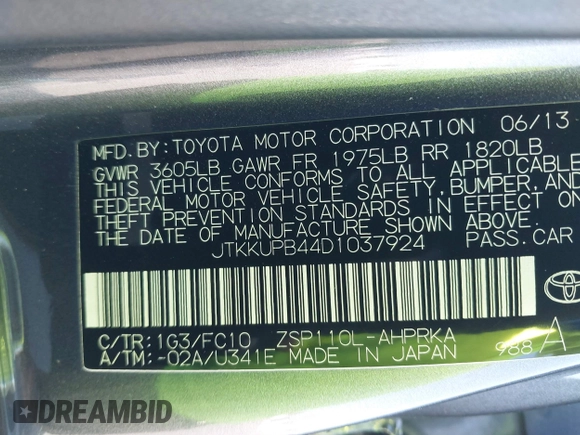 MFD. BY: TOYOTA MOTOR CORPORATION 06/13
GVWR 3605LB GAWR FR 1975LB RR 1820LB
THIS VEHICLE CONFORMS TO ALL APPLICABLE
FEDERAL MOTOR VEHICLE SAFETY, BUMPER, AND
THEFT PREVENTION STANDARDS IN EFFECT ON
THE DATE OF MANUFACTURE SHOWN ABOVE.
JTKKUPB44D1037924 PASS. CAR
C/TR: 1G3/FC10 ZSP110L-AHPRKA
A/TM: -02A/U341E MADE IN JAPAN 988 A
DREAMBID